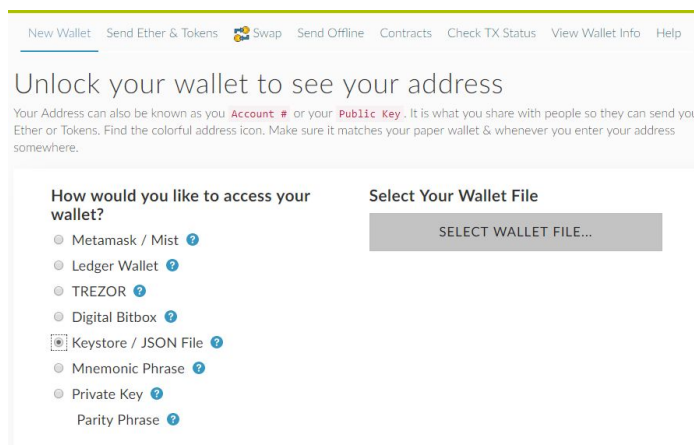 New Wallet Send Ether & Tokens Swap Send Offline Contracts Check TX Status View Wallet Info Help
Unlock your wallet to see your address
Your Address can also be known as you Account # or your Public Key. It is what you share with people so they can send you
Ether or Tokens. Find the colorful address icon. Make sure it matches your paper wallet & whenever you enter your address
somewhere.
How would you like to access your
wallet?
Metamask / Mist ?
Ledger Wallet ?
TREZOR ?
Digital Bitbox ?
Keystore / JSON File ?
Mnemonic Phrase ?
Private Key ?
Parity Phrase ?
Select Your Wallet File
SELECT WALLET FILE...